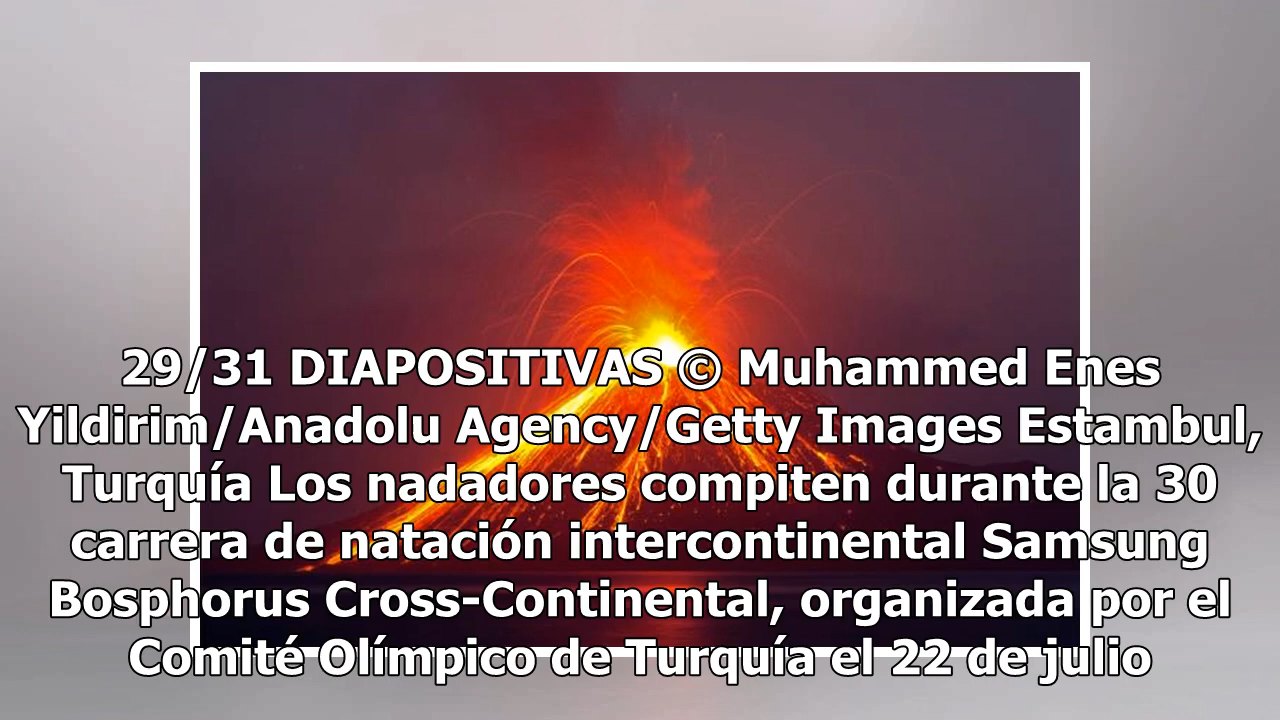 29/31 DIAPOSITIVAS © Muhammed Enes
Yildirim/Anadolu Agency/Getty Images Estambul,
Turquía Los nadadores compiten durante la 30
carrera de natación intercontinental Samsung
Bosphorus Cross-Continental, organizada por el
Comité Olímpico de Turquía el 22 de julio